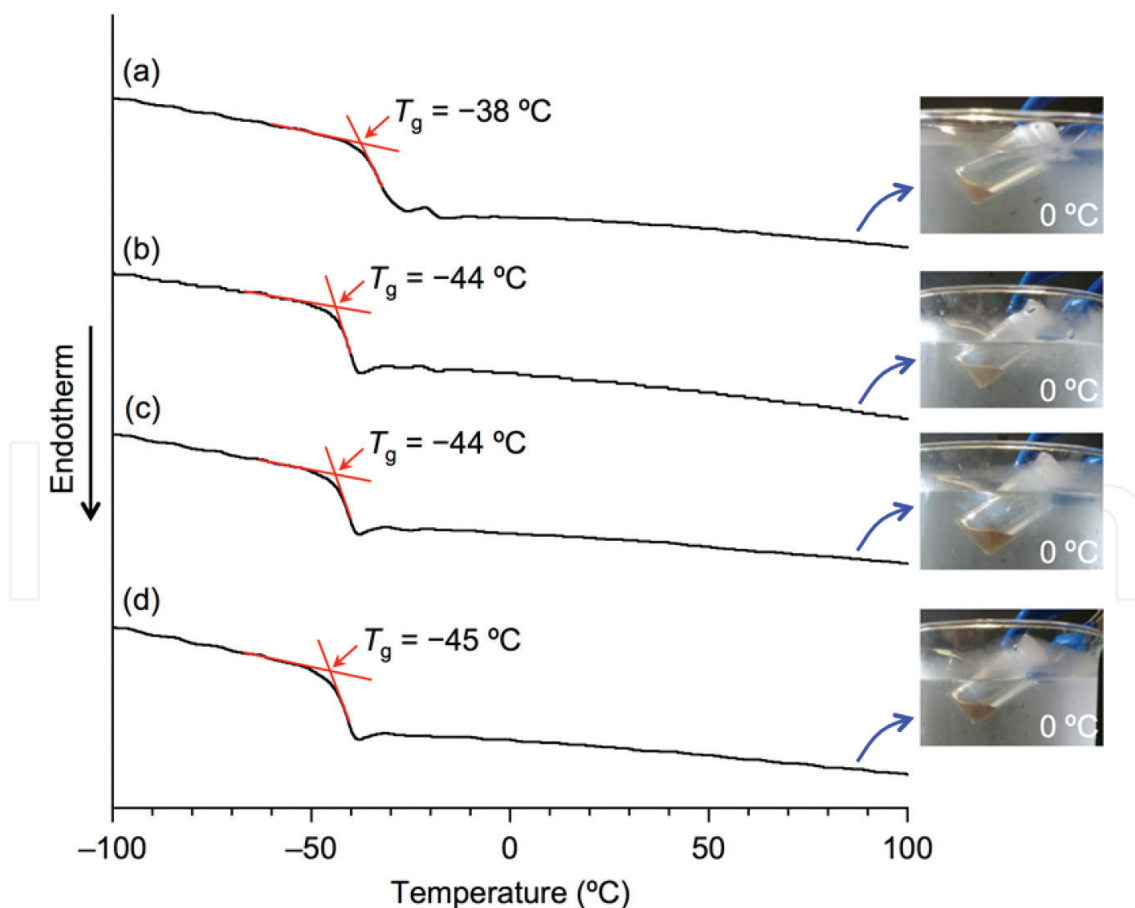 (a)
Tg = −38 ºC
0 ºC
(b)
Tg = −44 ºC
0 ºC
(c)
Tg = −44 ºC
0 ºC
(d)
Tg = −45 ºC
0 ºC
Endotherm
–100 –50 0 50 100
Temperature (ºC)